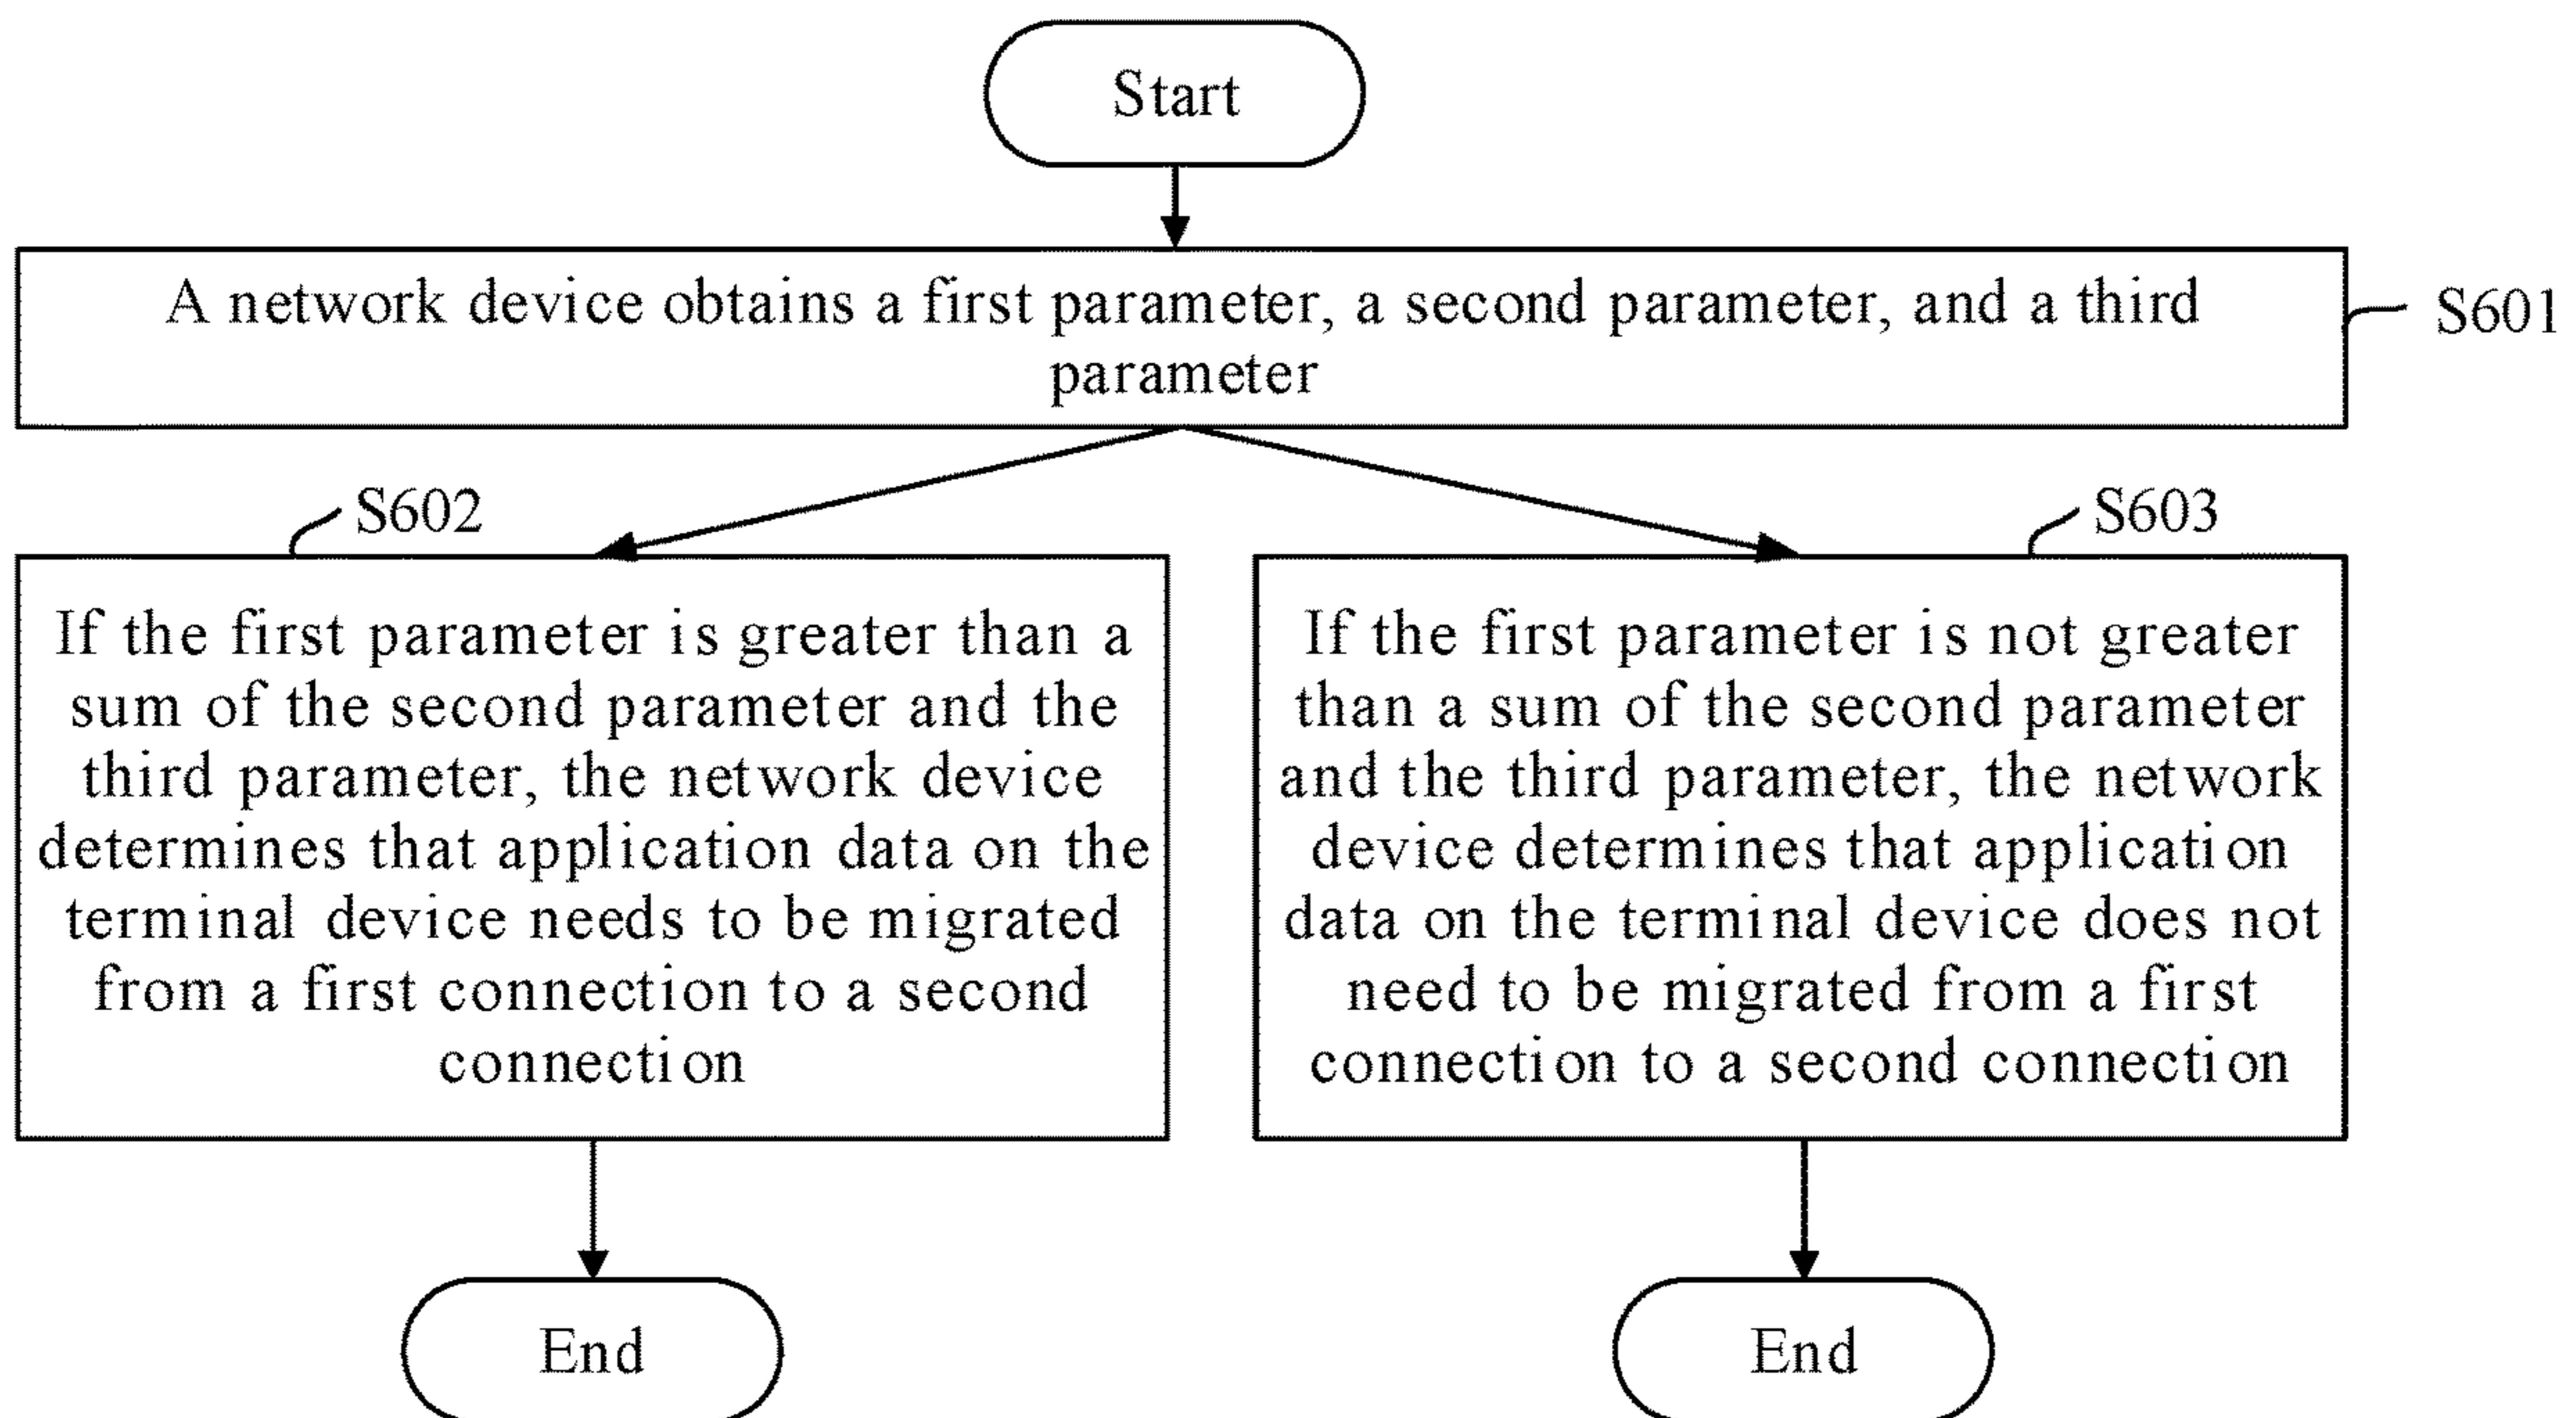 Start
A network device obtains a first parameter, a second parameter, and a third
parameter
S601
S602
If the first parameter is greater than a
sum of the second parameter and the
third parameter, the network device
determines that application data on the
terminal device needs to be migrated
from a first connection to a second
connection
S603
If the first parameter is not greater
than a sum of the second parameter
and the third parameter, the network
device determines that application
data on the terminal device does not
need to be migrated from a first
connection to a second connection
End
End